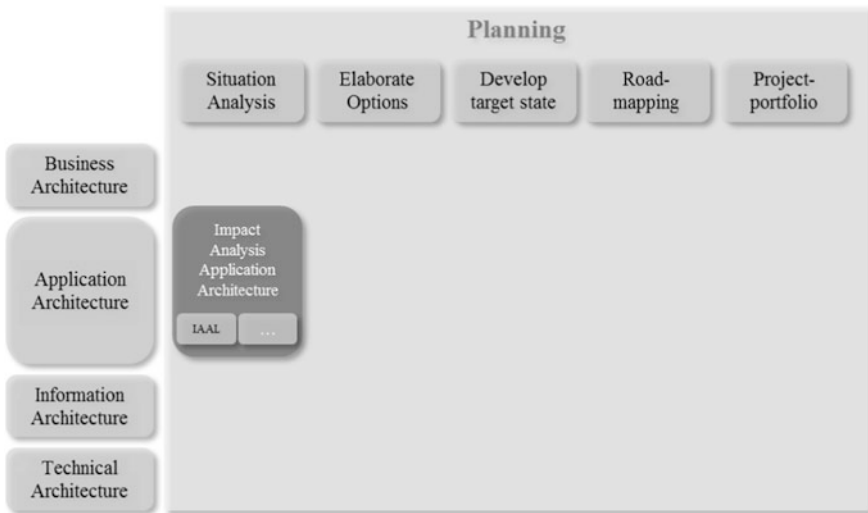 Planning
Situation
Analysis
Elaborate
Options
Develop
target state
Road-
mapping
Project-
portfolio
Business
Architecture
Application
Architecture
Impact
Analysis
Application
Architecture
IAAL
...
Information
Architecture
Technical
Architecture